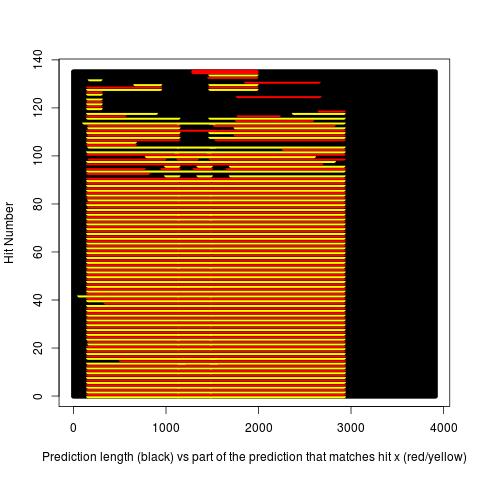 140
120
100
80
60
40
20
0
Hit Number
0 1000 2000 3000 4000
Prediction length (black) vs part of the prediction that matches hit x (red/yellow)